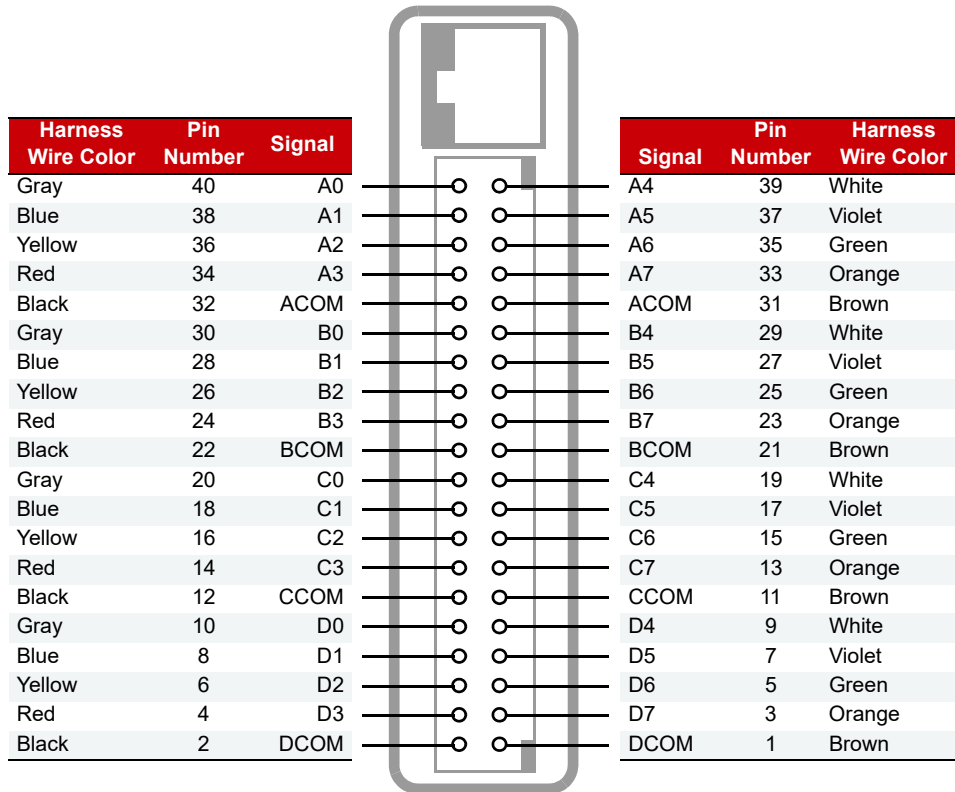 Harness Wire Color Pin Number Signal Signal Pin Number Harness Wire Color
Gray 40 A0 A4 39 White
Blue 38 A1 A5 37 Violet
Yellow 36 A2 A6 35 Green
Red 34 A3 A7 33 Orange
Black 32 ACOM ACOM 31 Brown
Gray 30 B0 B4 29 White
Blue 28 B1 B5 27 Violet
Yellow 26 B2 B6 25 Green
Red 24 B3 B7 23 Orange
Black 22 BCOM BCOM 21 Brown
Gray 20 C0 C4 19 White
Blue 18 C1 C5 17 Violet
Yellow 16 C2 C6 15 Green
Red 14 C3 C7 13 Orange
Black 12 CCOM CCOM 11 Brown
Gray 10 D0 D4 9 White
Blue 8 D1 D5 7 Violet
Yellow 6 D2 D6 5 Green
Red 4 D3 D7 3 Orange
Black 2 DCOM DCOM 1 Brown